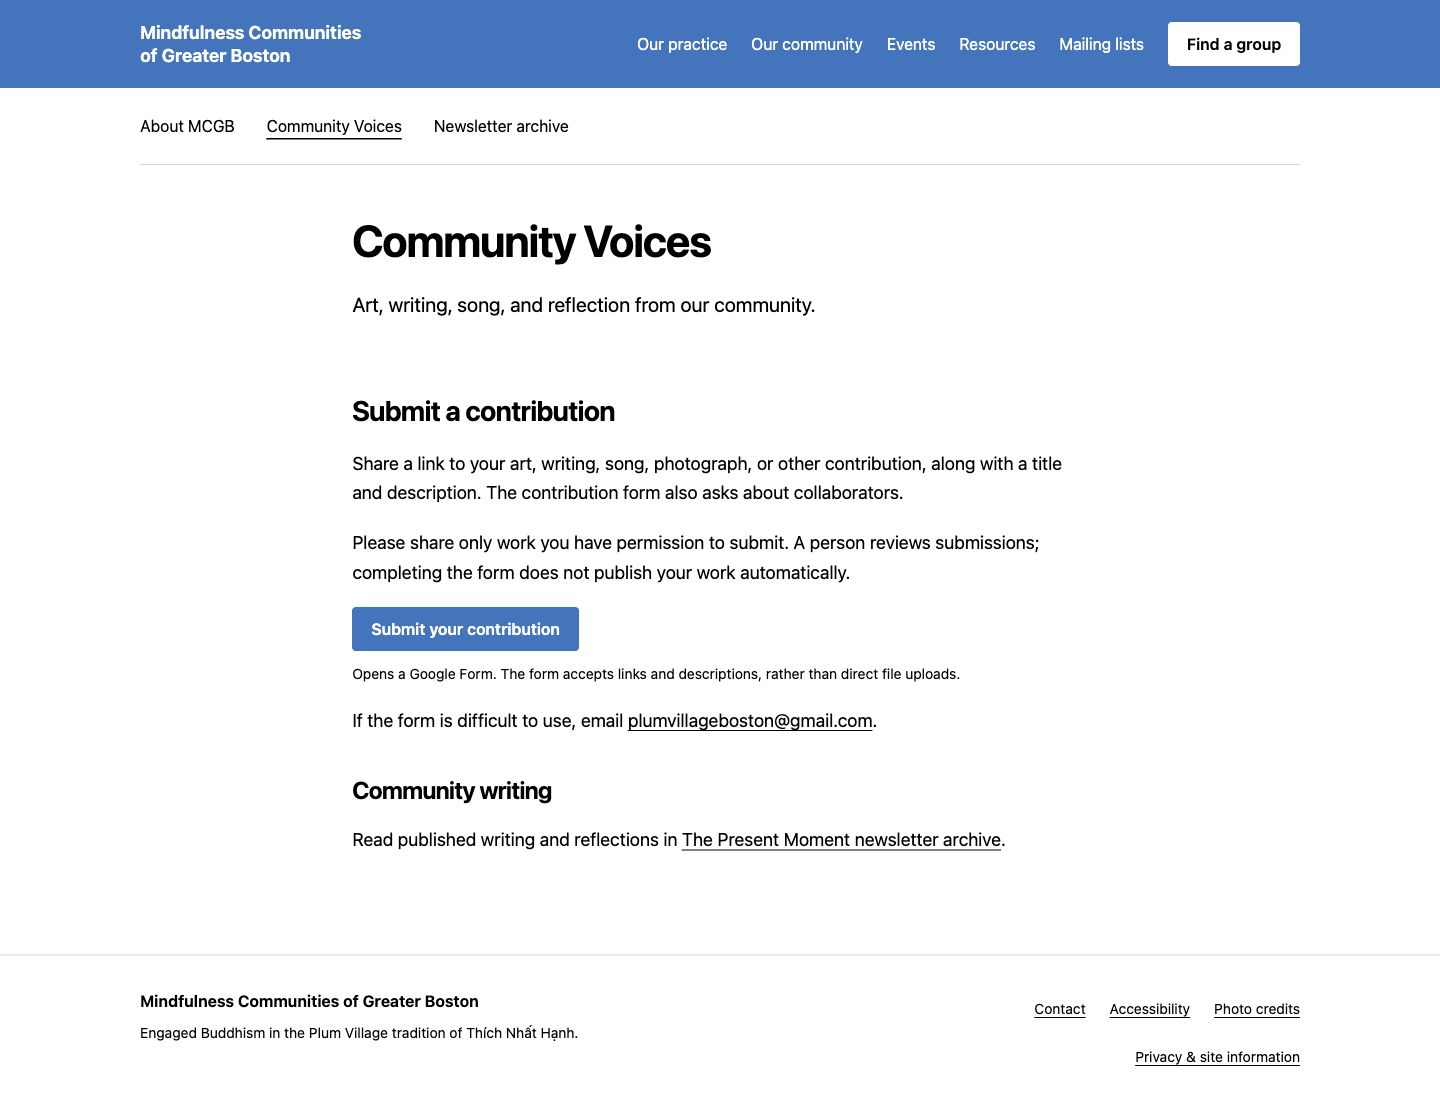 Mindfulness Communities
of Greater Boston
Our practice
Our community
Events
Resources
Mailing lists
Find a group
About MCGB
Community Voices
Newsletter archive
Community Voices
Art, writing, song, and reflection from our community.
Submit a contribution
Share a link to your art, writing, song, photograph, or other contribution, along with a title
and description. The contribution form also asks about collaborators.
Please share only work you have permission to submit. A person reviews submissions;
completing the form does not publish your work automatically.
Submit your contribution
Opens a Google Form. The form accepts links and descriptions, rather than direct file uploads.
If the form is difficult to use, email plumvillageboston@gmail.com.
Community writing
Read published writing and reflections in The Present Moment newsletter archive.
Mindfulness Communities of Greater Boston
Engaged Buddhism in the Plum Village tradition of Thích Nhất Hạnh.
Contact
Accessibility
Photo credits
Privacy & site information